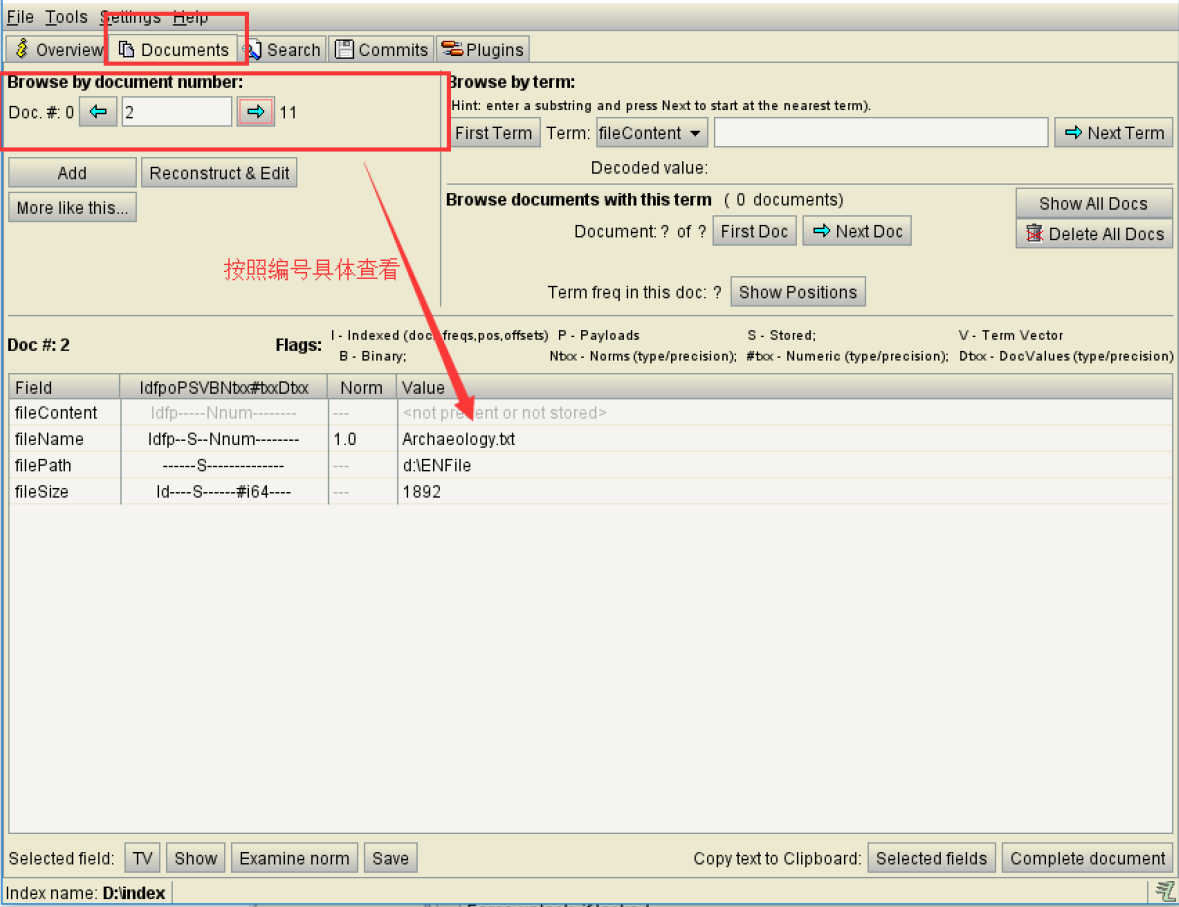 File Tools Settings Help
Overview Documents Search Commits Plugins
Browse by document number:
Doc. #: 0 2 11
Add Reconstruct & Edit
More like this...
Browse by term:
Hint: enter a substring and press Next to start at the nearest term).
First Term Term: fileContent Next Term
Decoded value:
Browse documents with this term ( 0 documents) Show All Docs
Document: ? of ? First Doc Next Doc Delete All Docs
按照编号具体查看
Term freq in this doc: ? Show Positions
Doc #: 2 Flags: I - Indexed (docs,freqs,pos,offsets) P - Payloads S - Stored; V - Term Vector
B - Binary; Ntxx - Norms (type/precision); #txx - Numeric (type/precision); Dtxx - DocValues (type/precision)
Field IdfpoPSVBNtxx#txxDtxx Norm Value
fileContent Idfp-----Nnum-------- --- <not present or not stored>
fileName Idfp--S--Nnum-------- 1.0 Archaeology.txt
filePath ------S-------------- --- d:\ENFile
fileSize Id----S------#i64---- --- 1892
Selected field: TV Show Examine norm Save Copy text to Clipboard: Selected fields Complete document
Index name: D:\index